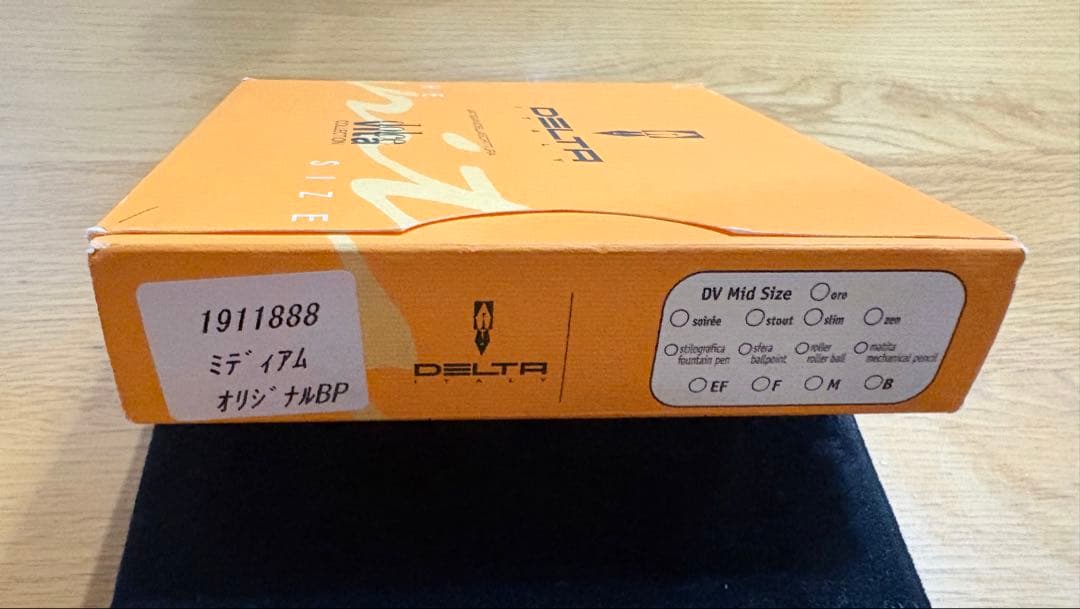 THE
dolce
vita
COLLECTION
SIZE
DELTA
ITALY
1911888
ミディアム
オリジナルBP
DELTA
ITALY
DV Mid Size oro
soirée stout slim zen
stilografica sfera roller matita
fountain pen ballpoint roller ball mechanical pencil
EF F M B